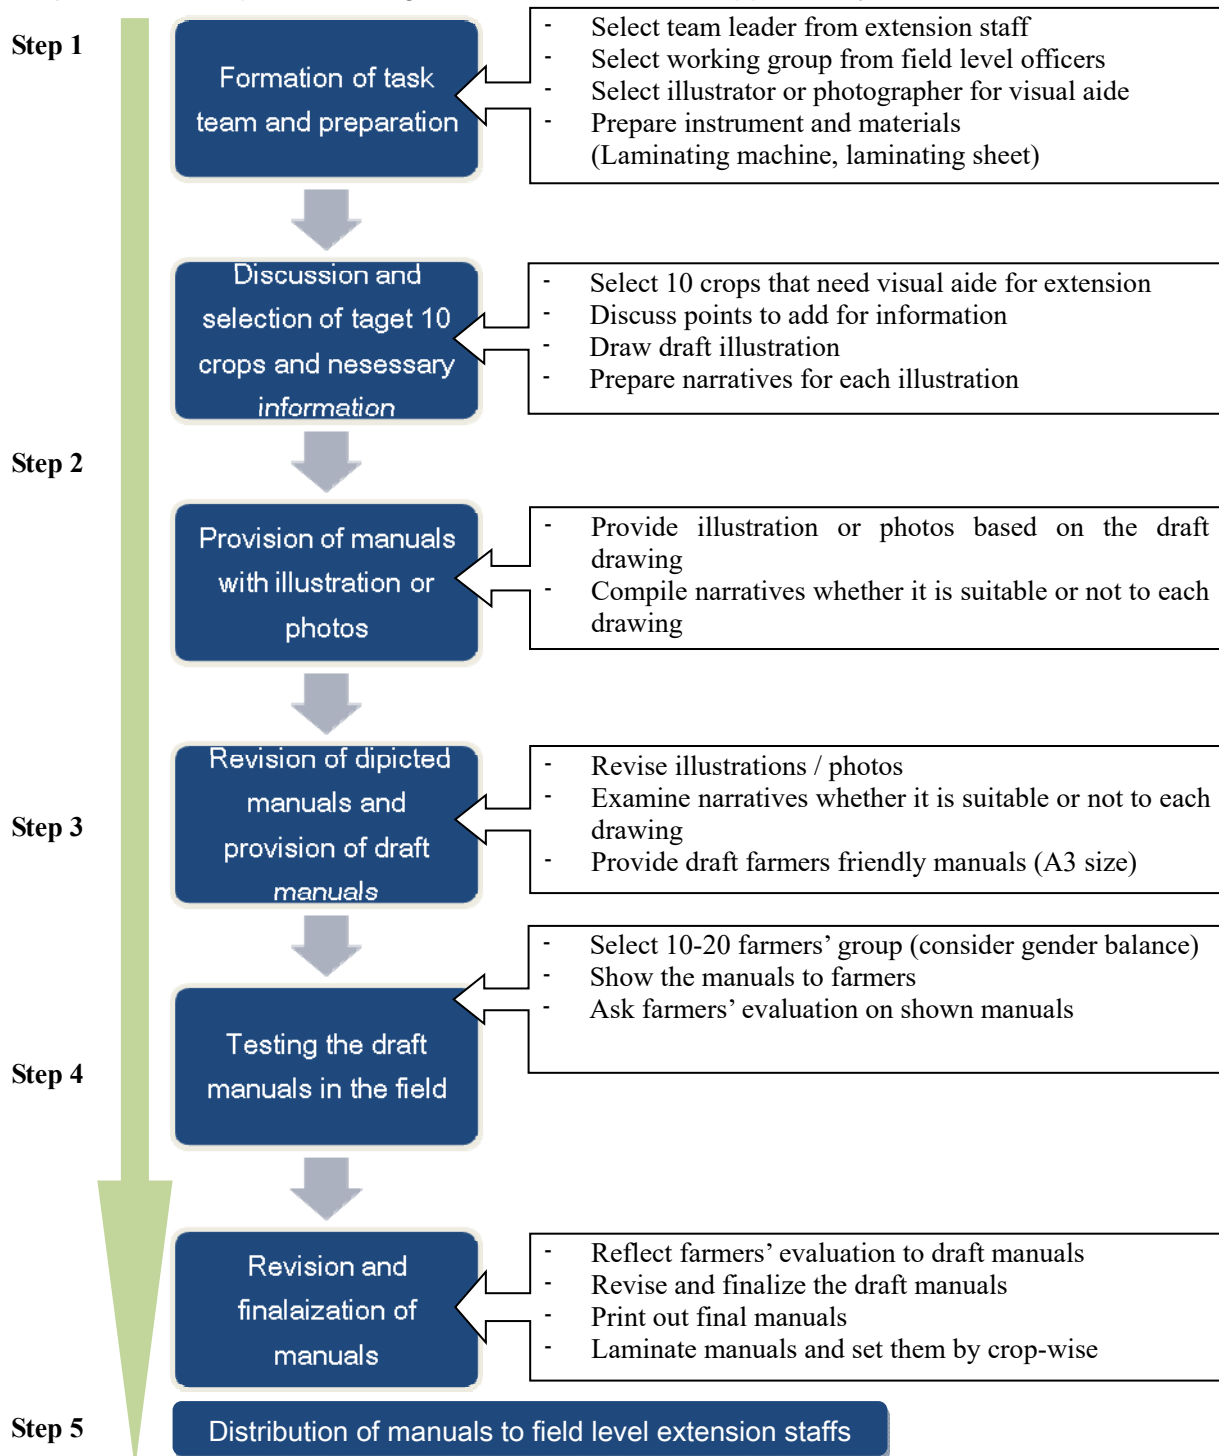 Step 1
Formation of task
team and preparation
- Select team leader from extension staff
- Select working group from field level officers
- Select illustrator or photographer for visual aide
- Prepare instrument and materials
(Laminating machine, laminating sheet)
Discussion and
selection of taget 10
crops and nesessary
information
- Select 10 crops that need visual aide for extension
- Discuss points to add for information
- Draw draft illustration
- Prepare narratives for each illustration
Step 2
Provision of manuals
with illustration or
photos
- Provide illustration or photos based on the draft
drawing
- Compile narratives whether it is suitable or not to each
drawing
Step 3
Revision of dipicted
manuals and
provision of draft
manuals
- Revise illustrations / photos
- Examine narratives whether it is suitable or not to each
drawing
- Provide draft farmers friendly manuals (A3 size)
Step 4
Testing the draft
manuals in the field
- Select 10-20 farmers’ group (consider gender balance)
- Show the manuals to farmers
- Ask farmers’ evaluation on shown manuals
Revision and
finalaization of
manuals
- Reflect farmers’ evaluation to draft manuals
- Revise and finalize the draft manuals
- Print out final manuals
- Laminate manuals and set them by crop-wise
Step 5
Distribution of manuals to field level extension staffs